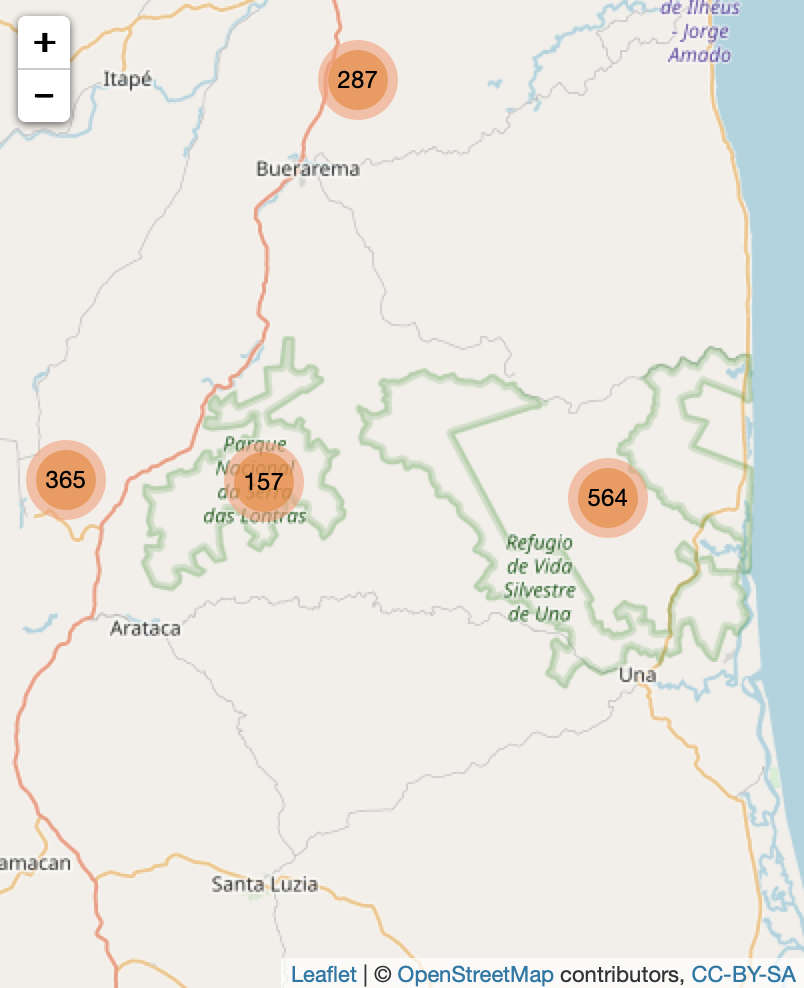 +
−
de Ilhéus
- Jorge
Amado
Itapé
287
Buerarema
365
Parque
Nacional
da Serra
das Lontras
157
564
Refugio
de Vida
Silvestre
de Una
Arataca
Una
amacan
Santa Luzia
Leaflet | © OpenStreetMap contributors, CC-BY-SA